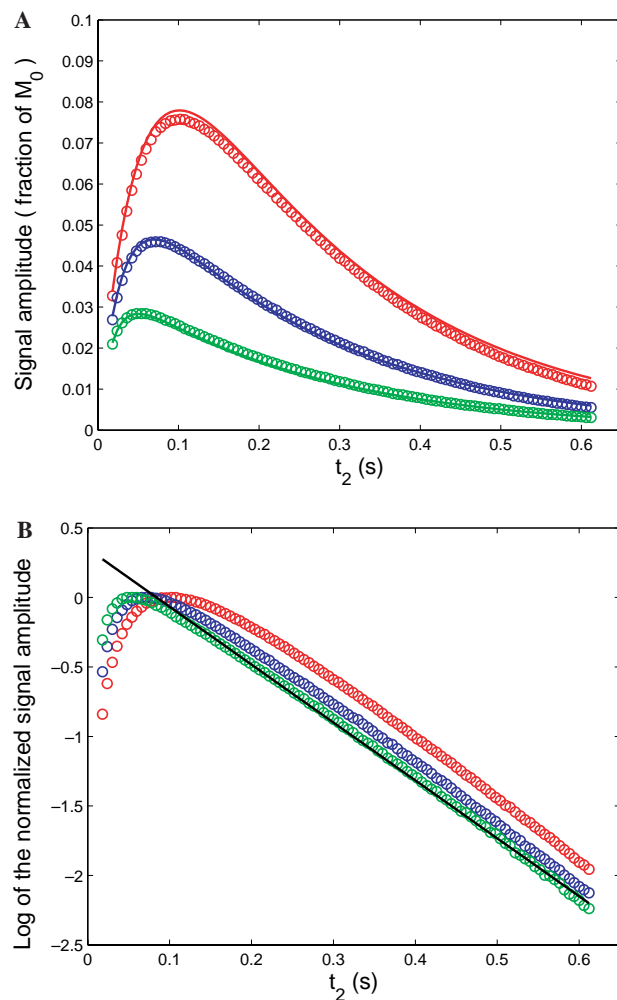 A
0.1
0.09
0.08
0.07
0.06
0.05
0.04
0.03
0.02
0.01
0
Signal amplitude ( fraction of M_0 )
0 0.1 0.2 0.3 0.4 0.5 0.6
t_2 (s)
B
0.5
0
−0.5
−1
−1.5
−2
−2.5
Log of the normalized signal amplitude
0 0.1 0.2 0.3 0.4 0.5 0.6
t_2 (s)